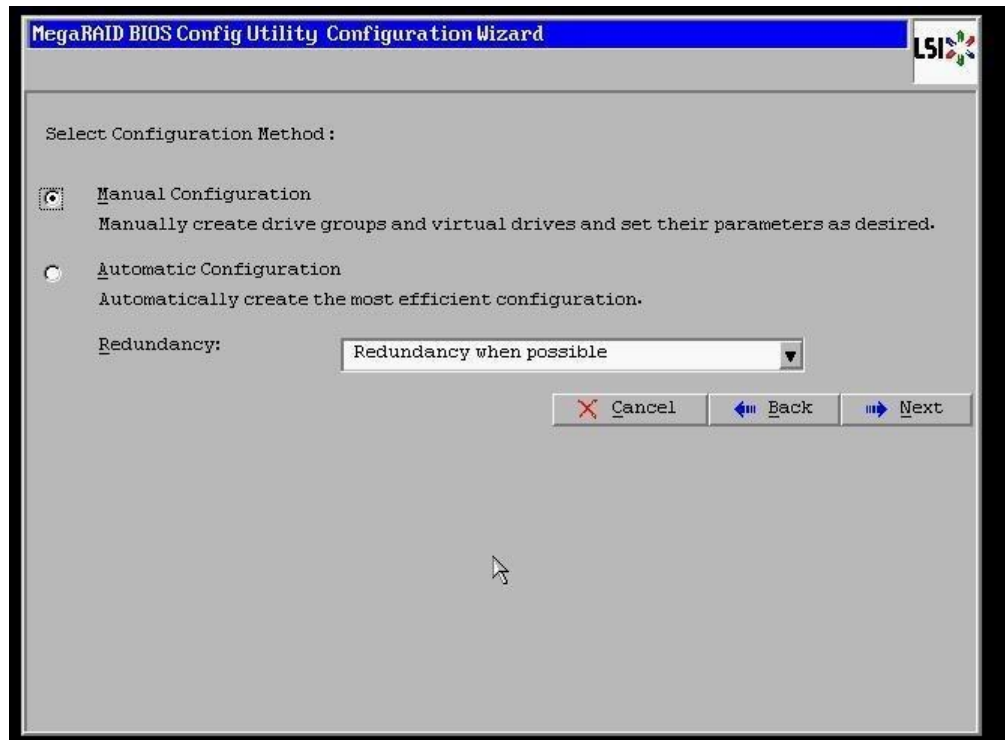 MegaRAID BIOS Config Utility Configuration Wizard
LSI
Select Configuration Method:
Manual Configuration
Manually create drive groups and virtual drives and set their parameters as desired.
Automatic Configuration
Automatically create the most efficient configuration.
Redundancy:
Redundancy when possible
Cancel
Back
Next